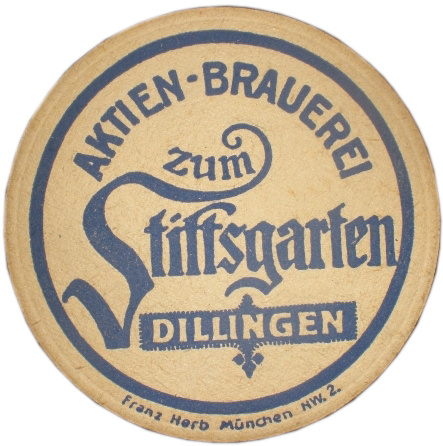 AKTIEN-BRAUEREI
zum
Stiftsgarten
DILLINGEN
Franz Herb München NW. 2.